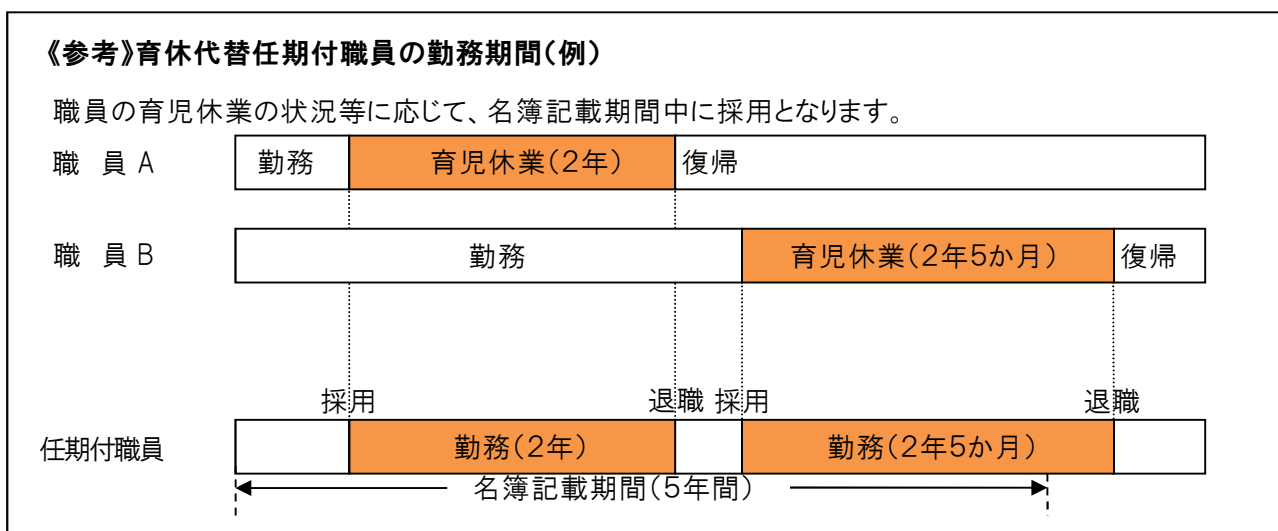 《参考》育休代替任期付職員の勤務期間(例)
職員の育児休業の状況等に応じて、名簿記載期間中に採用となります。
職 員 A 勤務 育児休業(2年) 復帰
職 員 B 勤務 育児休業(2年5か月) 復帰
採用 退職 採用 退職
任期付職員 勤務(2年) 勤務(2年5か月)
名簿記載期間(5年間)